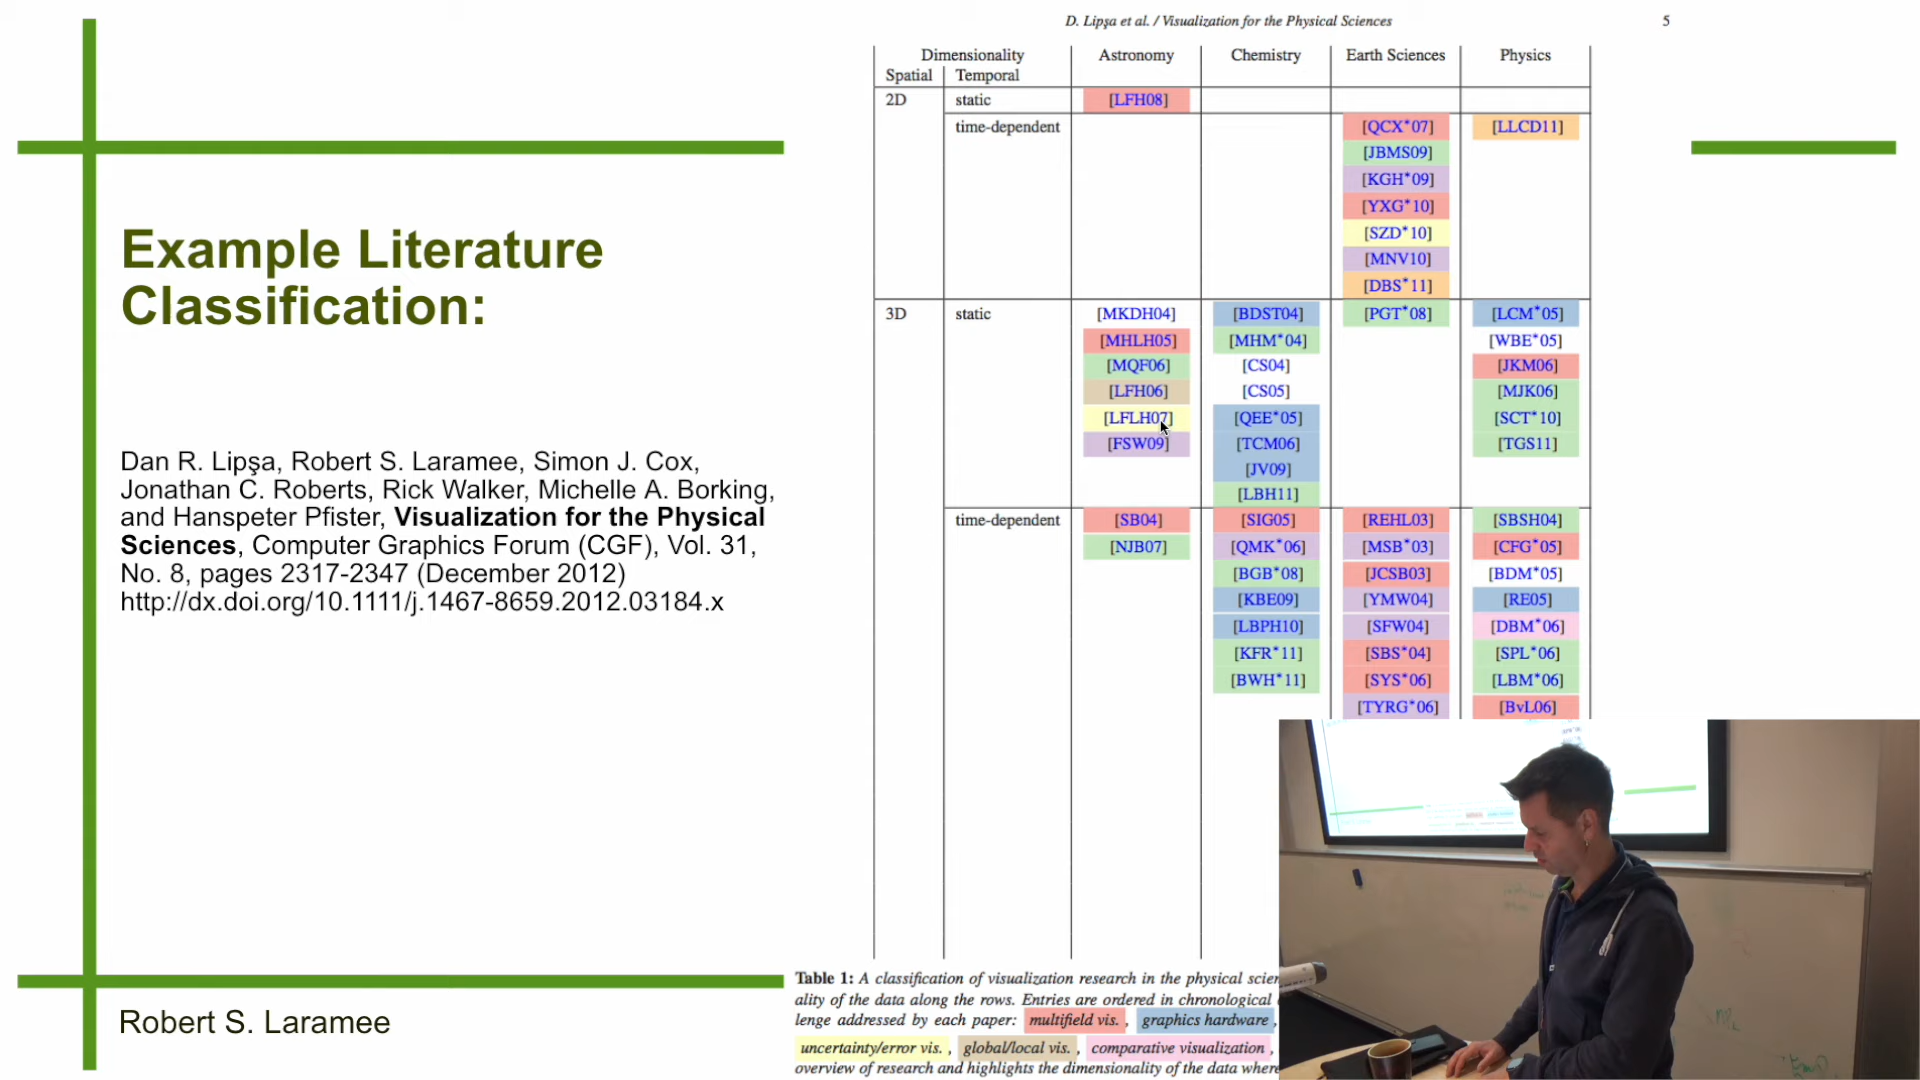 Example Literature
Classification:
Dan R. Lipşa, Robert S. Laramee, Simon J. Cox,
Jonathan C. Roberts, Rick Walker, Michelle A. Borking,
and Hanspeter Pfister, Visualization for the Physical
Sciences, Computer Graphics Forum (CGF), Vol. 31,
No. 8, pages 2317-2347 (December 2012)
http://dx.doi.org/10.1111/j.1467-8659.2012.03184.x
Robert S. Laramee
D. Lipşa et al. / Visualization for the Physical Sciences 5
Dimensionality Astronomy Chemistry Earth Sciences Physics
Spatial Temporal
2D static [LFH08]
time-dependent [QCX*07] [LLCD11]
[JBMS09]
[KGH*09]
[YXG*10]
[SZD*10]
[MNV10]
[DBS*11]
3D static [MKDH04] [BDST04] [PGT*08] [LCM*05]
[MHLH05] [MHM*04] [WBE*05]
[MQF06] [CS04] [JKM06]
[LFH06] [CS05] [MJK06]
[LFLH07] [QEE*05] [SCT*10]
[FSW09] [TCM06] [TGS11]
[JV09]
[LBH11]
time-dependent [SB04] [SIG05] [REHL03] [SBSH04]
[NJB07] [QMK*06] [MSB*03] [CFG*05]
[BGB*08] [JCSB03] [BDM*05]
[KBE09] [YMW04] [RE05]
[LBPH10] [SFW04] [DBM*06]
[KFR*11] [SBS*04] [SPL*06]
[BWH*11] [SYS*06] [LBM*06]
[TYRG*06] [BvL06]
Table 1: A classification of visualization research in the physical scien
ality of the data along the rows. Entries are ordered in chronological
lenge addressed by each paper: multifield vis. , graphics hardware ,
uncertainty/error vis. , global/local vis. , comparative visualization ,
overview of research and highlights the dimensionality of the data where